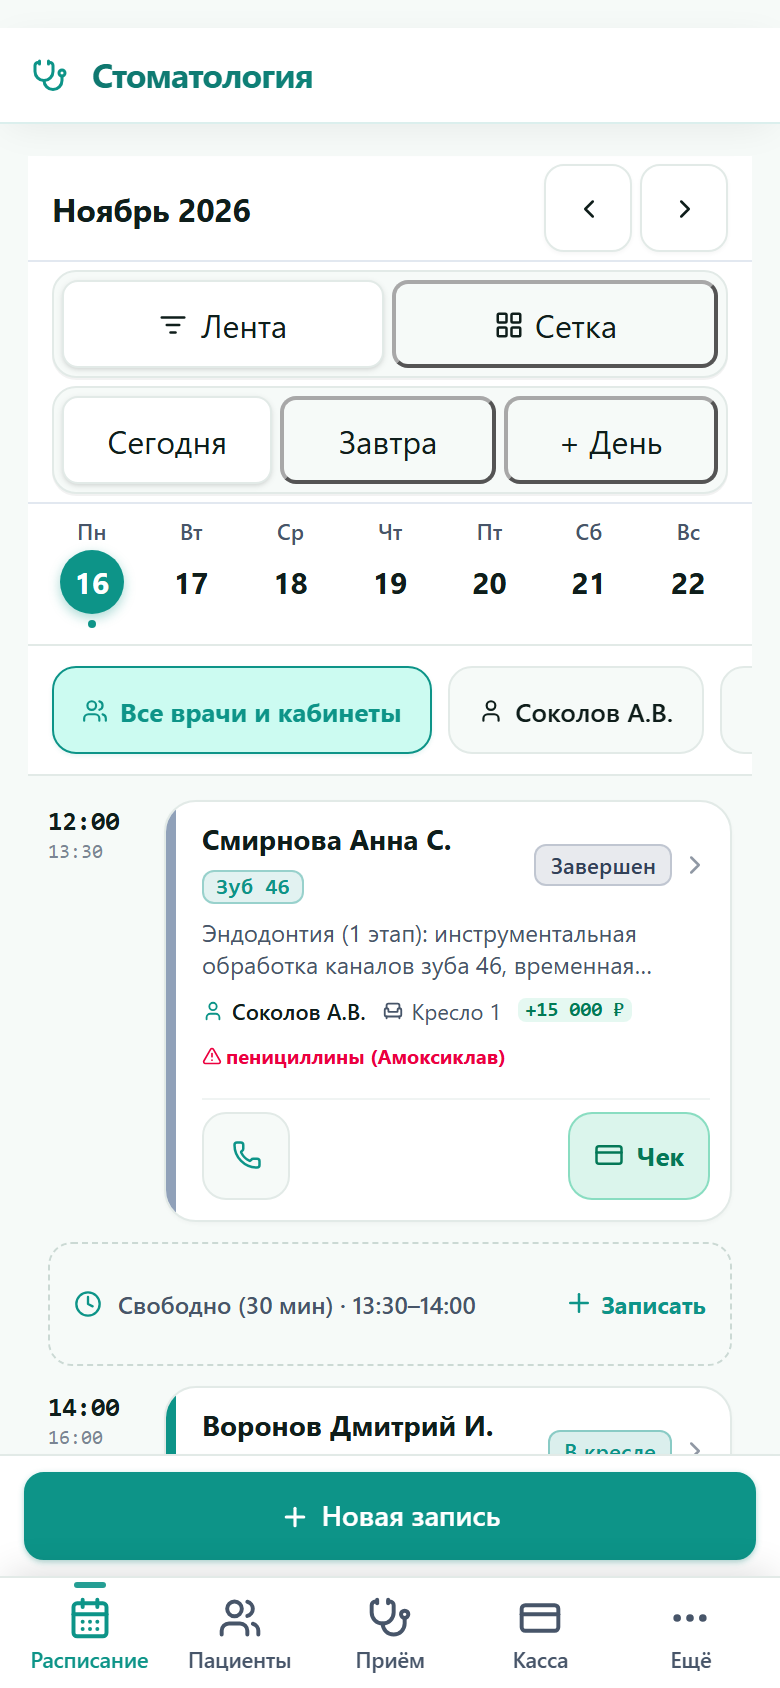 Стоматология
Ноябрь 2026
Лента
Сетка
Сегодня
Завтра
+ День
Пн Вт Ср Чт Пт Сб Вс
16 17 18 19 20 21 22
Все врачи и кабинеты
Соколов А.В.
12:00
13:30
Смирнова Анна С.
Зуб 46
Завершен
Эндодонтия (1 этап): инструментальная
обработка каналов зуба 46, временная...
Соколов А.В. Кресло 1 +15 000 ₽
пенициллины (Амоксиклав)
Чек
Свободно (30 мин) · 13:30–14:00
Записать
14:00
16:00
Воронов Дмитрий И.
В кресле
+ Новая запись
Расписание Пациенты Приём Касса Ещё